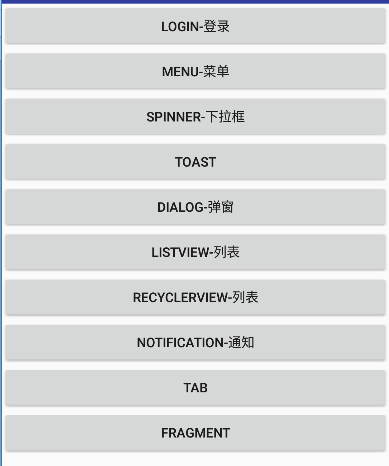 LOGIN-登录
MENU-菜单
SPINNER-下拉框
TOAST
DIALOG-弹窗
LISTVIEW-列表
RECYCLERVIEW-列表
NOTIFICATION-通知
TAB
FRAGMENT